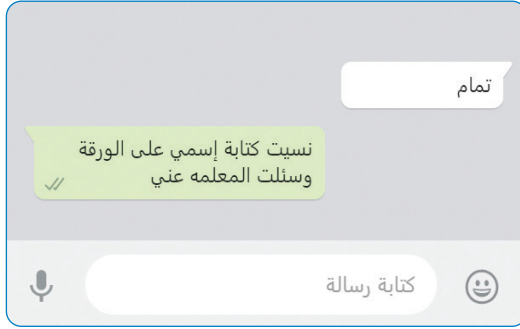 تمام
نسيت كتابة إسمي على الورقة
وسئلت المعلمه عني
كتابة رسالة